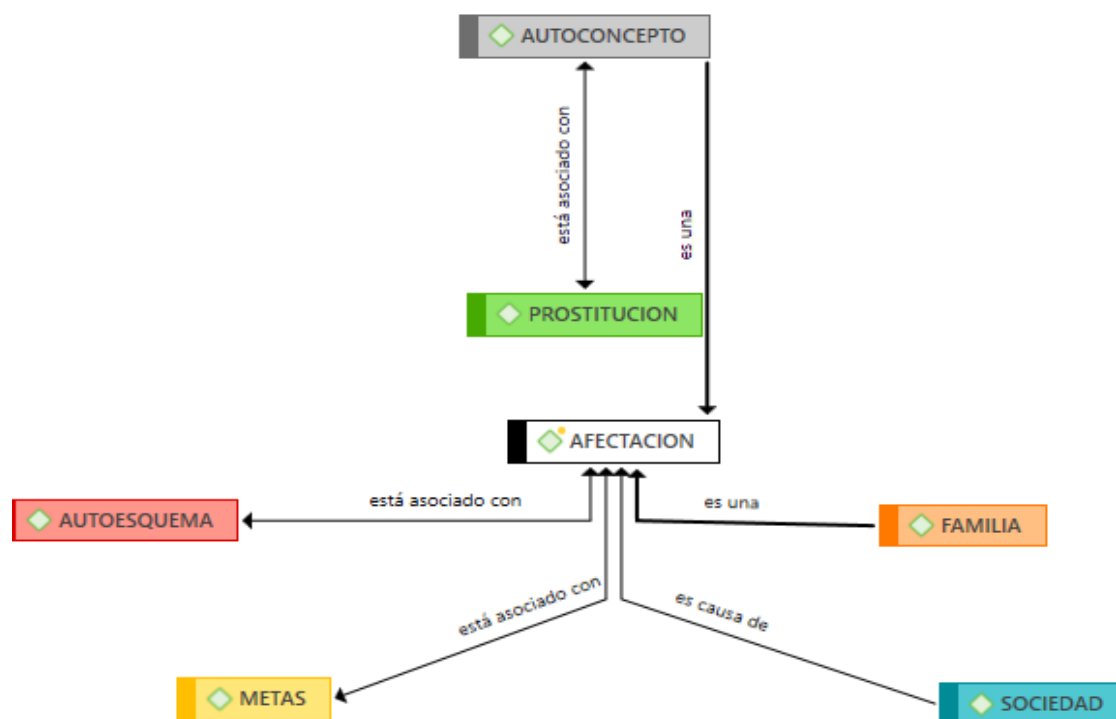 AUTOCONCEPTO
está asociado con
es una
PROSTITUCION
AFECTACION
está asociado con
es una
AUTOESQUEMA
FAMILIA
está asociado con
es causa de
METAS
SOCIEDAD